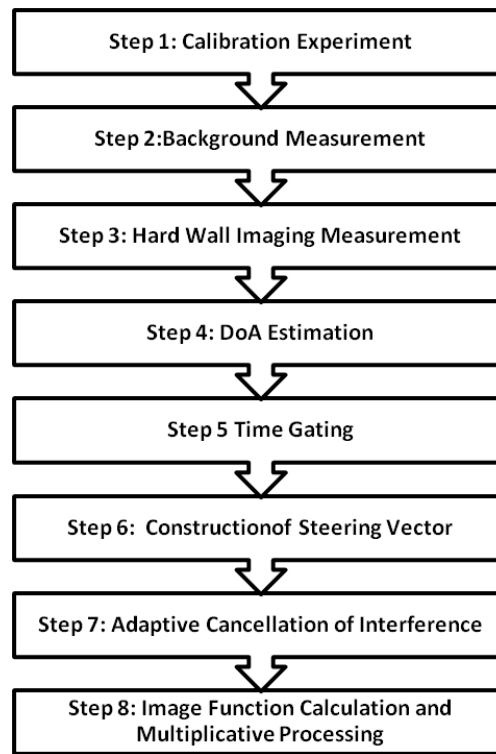 Step 1: Calibration Experiment
Step 2:Background Measurement
Step 3: Hard Wall Imaging Measurement
Step 4: DoA Estimation
Step 5 Time Gating
Step 6:  Constructionof Steering Vector
Step 7: Adaptive Cancellation of Interference
Step 8: Image Function Calculation and
Multiplicative Processing